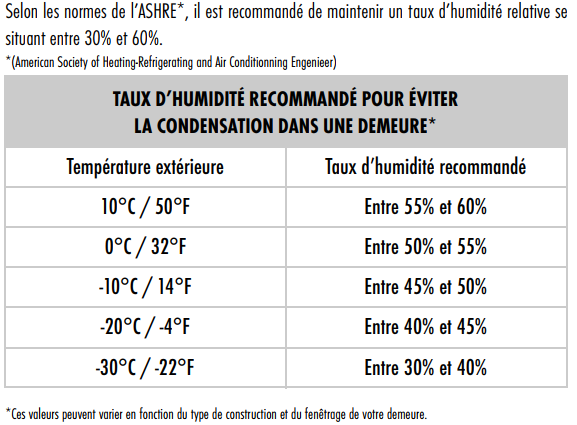 Selon les normes de l'ASHRE*, il est recommandé de maintenir un taux d'humidité relative se
situant entre 30% et 60%.
*(American Society of Heating-Refrigerating and Air Conditionning Engenieer)
TAUX D'HUMIDITÉ RECOMMANDÉ POUR ÉVITER
LA CONDENSATION DANS UNE DEMEURE*
Température extérieure Taux d'humidité recommandé
10°C / 50°F Entre 55% et 60%
0°C / 32°F Entre 50% et 55%
-10°C / 14°F Entre 45% et 50%
-20°C / -4°F Entre 40% et 45%
-30°C / -22°F Entre 30% et 40%
*Ces valeurs peuvent varier en fonction du type de construction et du fenêtrage de votre demeure.